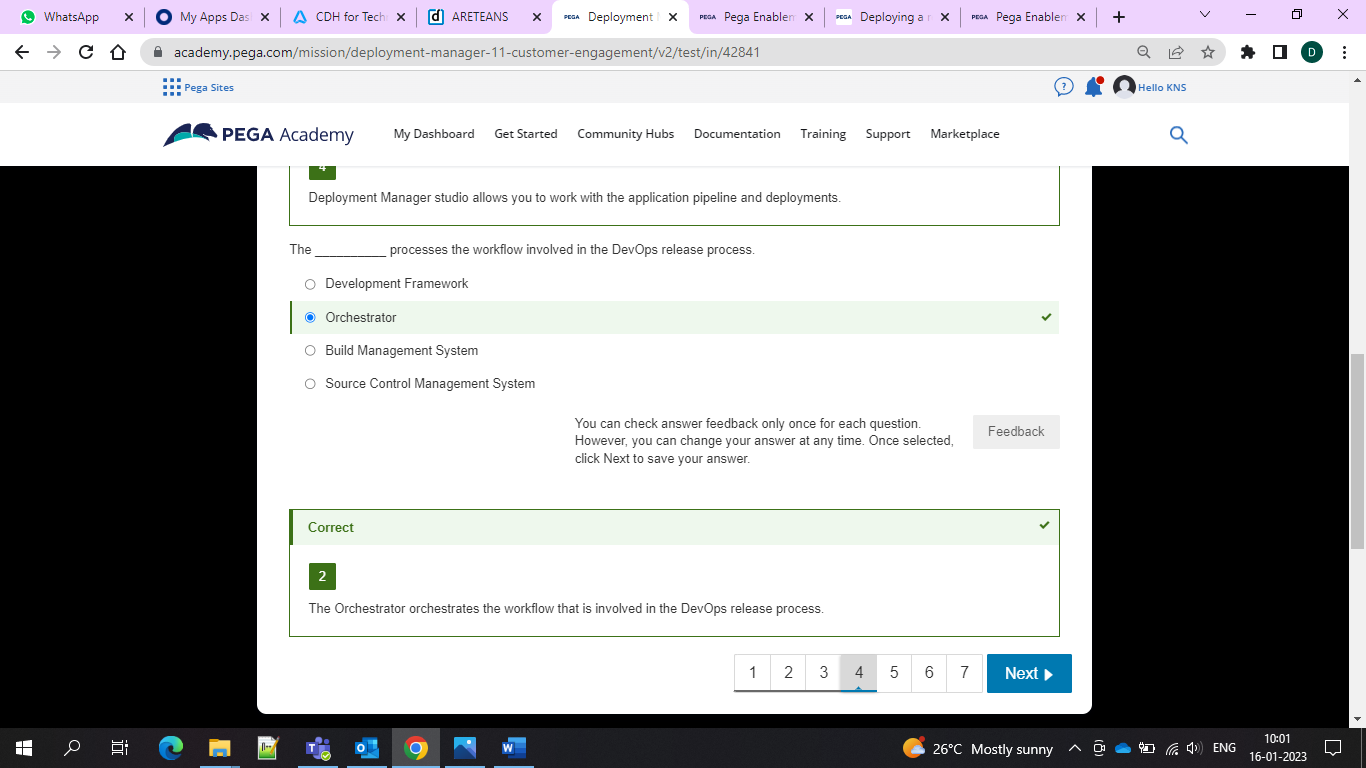 WhatsApp
My Apps Das
CDH for Tech
ARETEANS
PEGA Deployment
PEGA Pega Enablen
PEGA Deploying a r
PEGA Pega Enablen
academy.pega.com/mission/deployment-manager-11-customer-engagement/v2/test/in/42841
D
Pega Sites
?
Hello KNS
PEGA Academy
My Dashboard Get Started Community Hubs Documentation Training Support Marketplace
4
Deployment Manager studio allows you to work with the application pipeline and deployments.
The __________ processes the workflow involved in the DevOps release process.
Development Framework
Orchestrator
Build Management System
Source Control Management System
You can check answer feedback only once for each question.
However, you can change your answer at any time. Once selected,
click Next to save your answer.
Feedback
Correct
2
The Orchestrator orchestrates the workflow that is involved in the DevOps release process.
1 2 3 4 5 6 7 Next
26°C Mostly sunny
ENG
10:01
16-01-2023